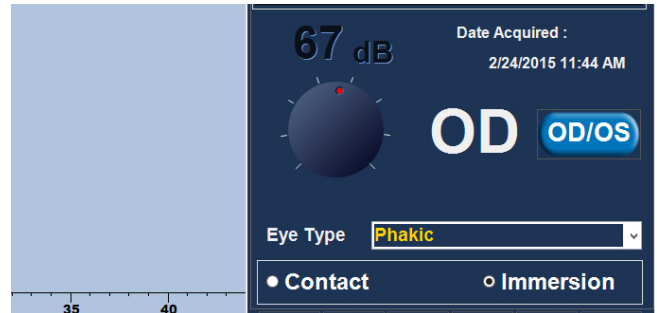 67 dB
Date Acquired :
2/24/2015 11:44 AM
OD
OD/OS
Eye Type
Phakic
Contact
Immersion
35 40